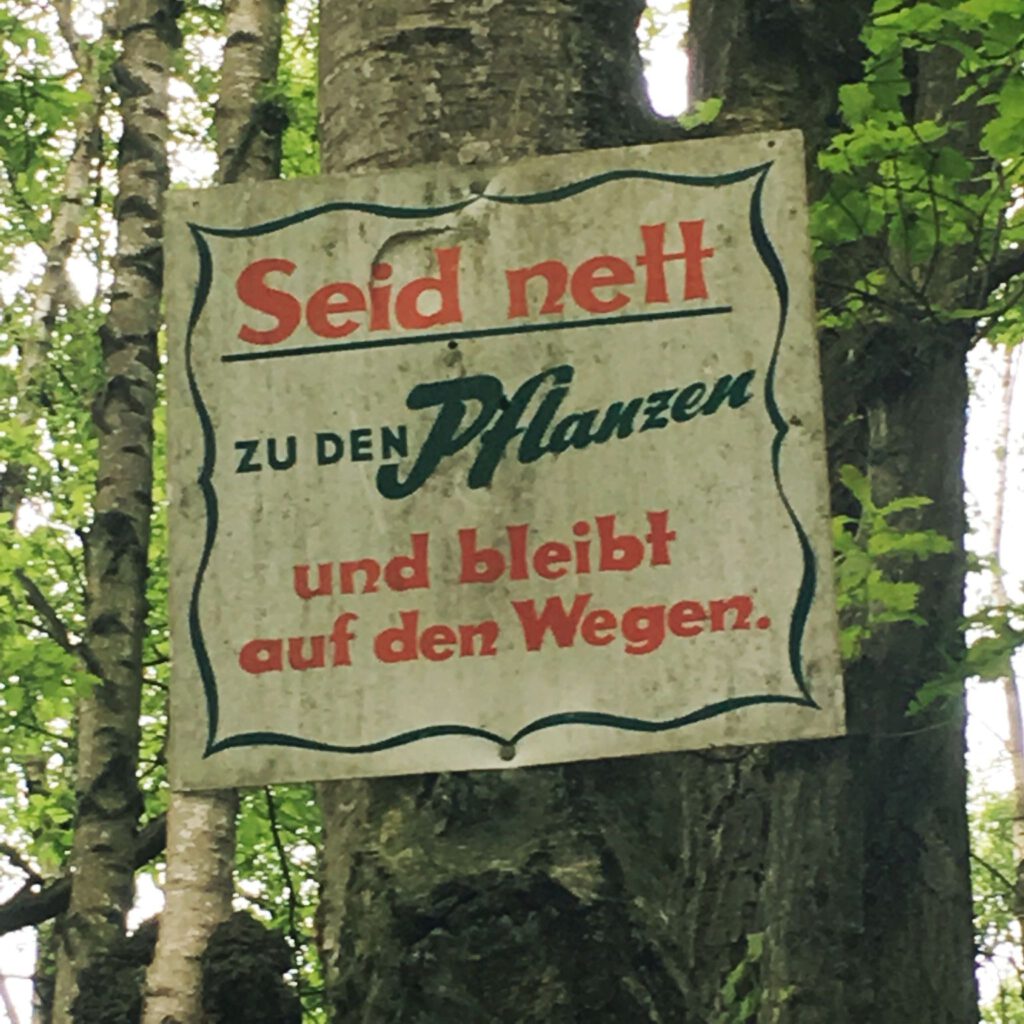 Seid nett
ZU DEN Pflanzen
und bleibt
auf den Wegen.